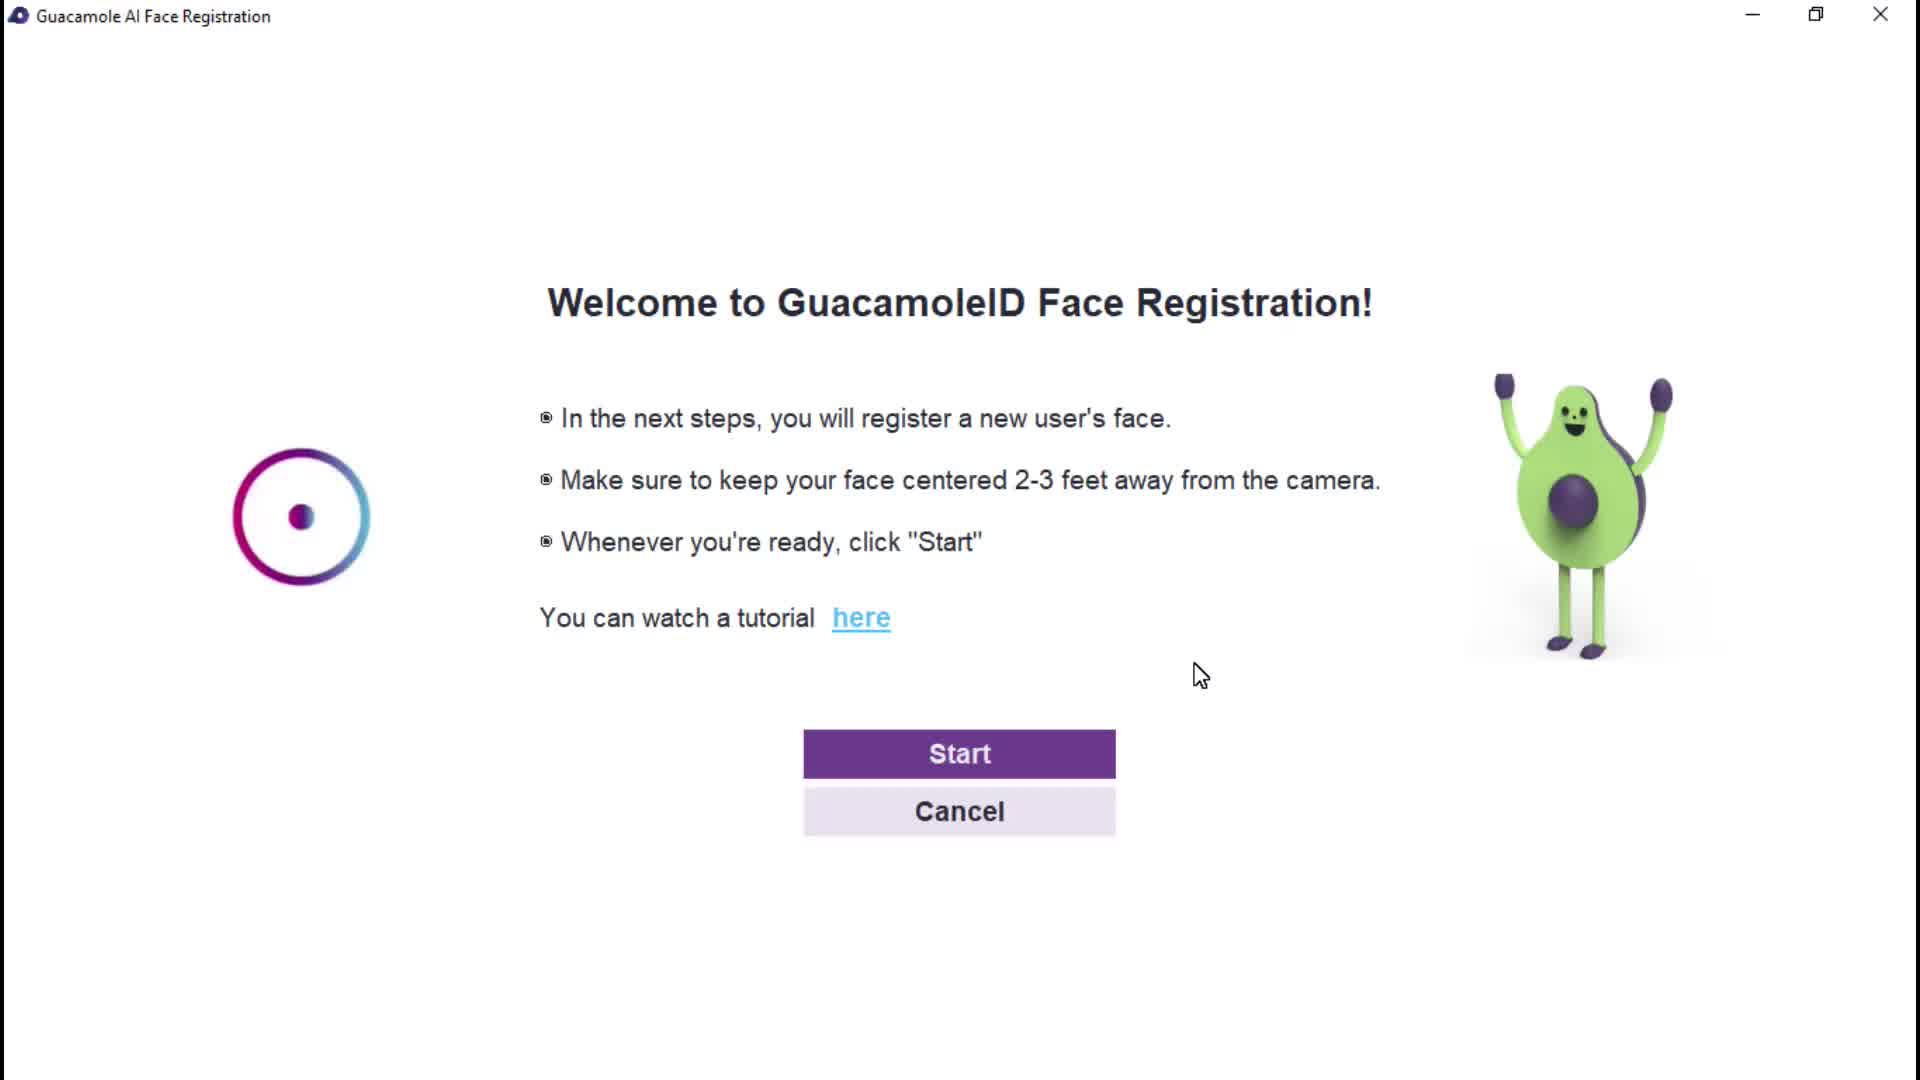 Guacamole AI Face Registration
Welcome to GuacamoleID Face Registration!
In the next steps, you will register a new user's face.
Make sure to keep your face centered 2-3 feet away from the camera.
Whenever you're ready, click "Start"
You can watch a tutorial here
Start
Cancel